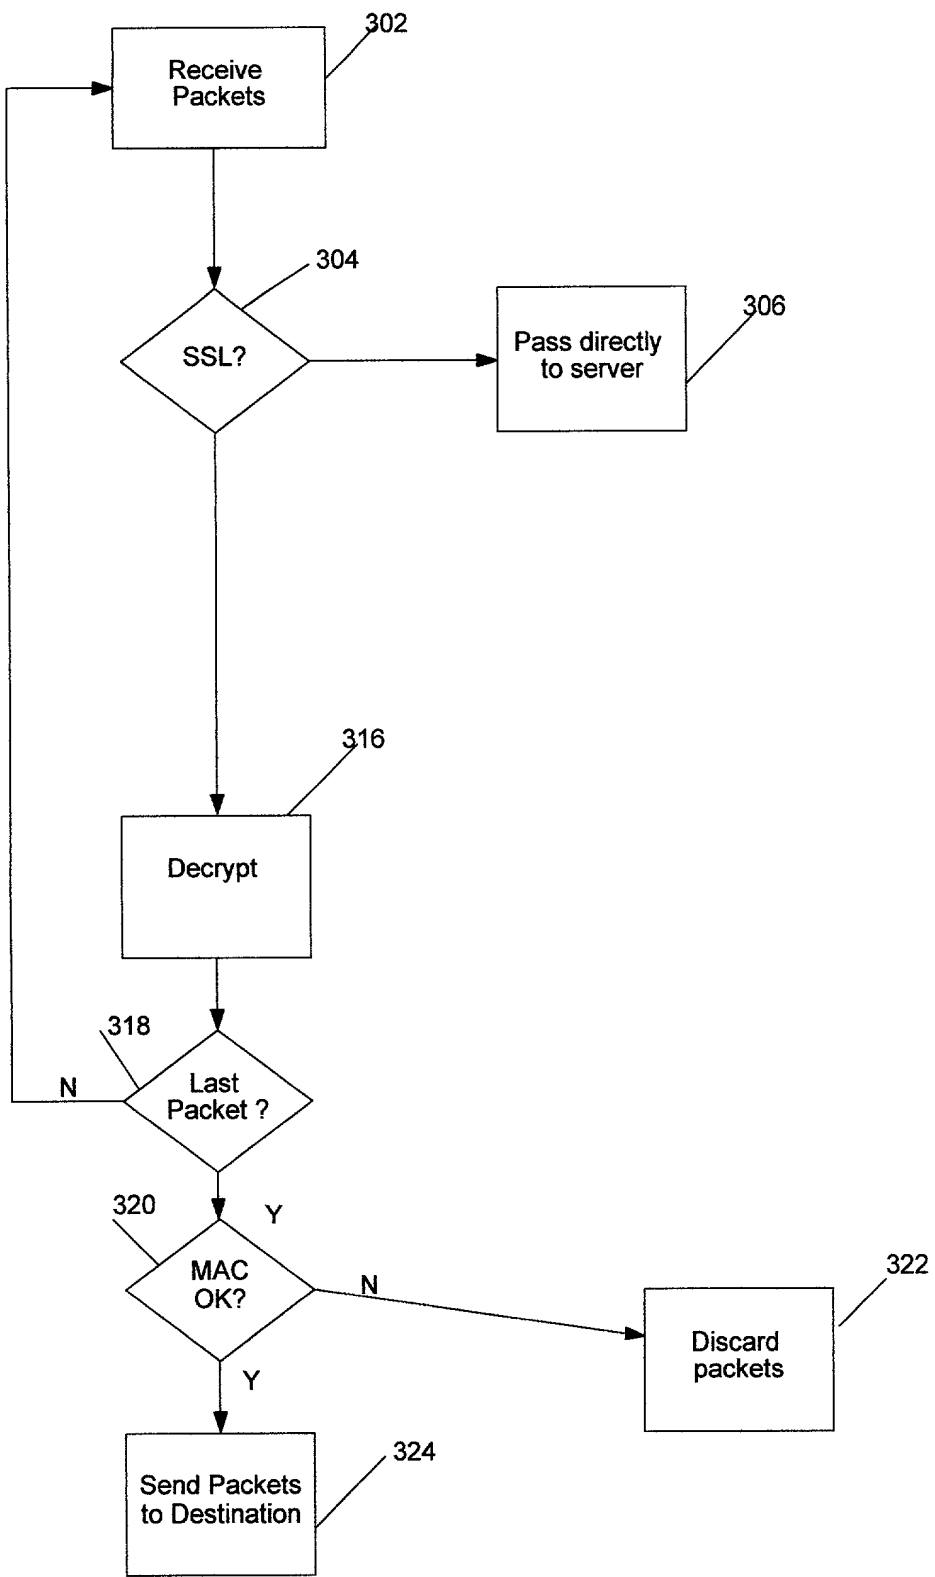 302
Receive
Packets
304
SSL?
306
Pass directly
to server
316
Decrypt
318
Last
Packet ?
N
Y
320
MAC
OK?
N
322
Discard
packets
Y
324
Send Packets
to Destination